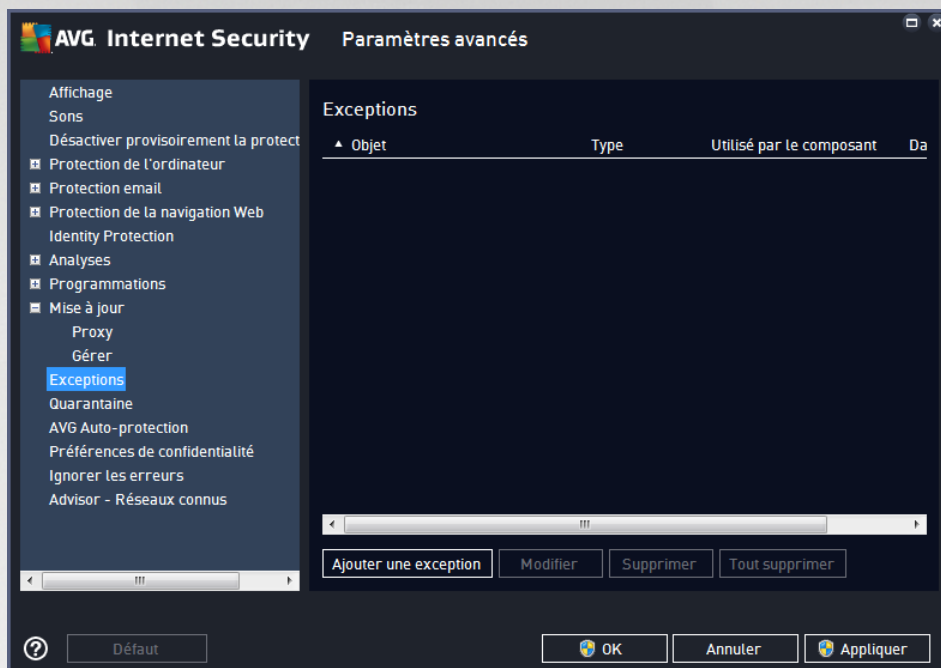 AVG Internet Security Paramètres avancés
Affichage
Sons
Désactiver provisoirement la protect
Protection de l'ordinateur
Protection email
Protection de la navigation Web
Identity Protection
Analyses
Programmations
Mise à jour
Proxy
Gérer
Exceptions
Quarantaine
AVG Auto-protection
Préférences de confidentialité
Ignorer les erreurs
Advisor - Réseaux connus
Exceptions
Objet Type Utilisé par le composant Da
Ajouter une exception Modifier Supprimer Tout supprimer
? Défaut OK Annuler Appliquer